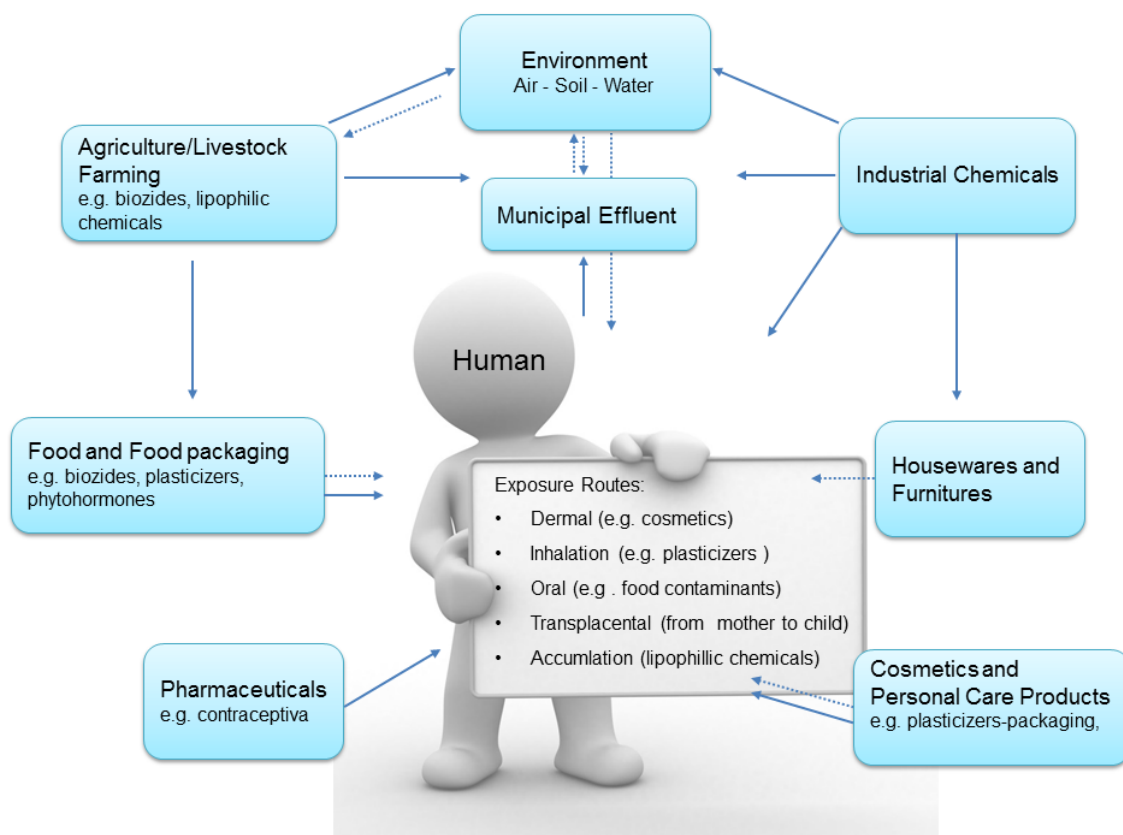 Environment
Air - Soil - Water
Agriculture/Livestock
Farming
e.g. biozides, lipophilic
chemicals
Industrial Chemicals
Municipal Effluent
Human
Food and Food packaging
e.g. biozides, plasticizers,
phytohormones
Housewares and
Furnitures
Exposure Routes:
• Dermal (e.g. cosmetics)
• Inhalation (e.g. plasticizers )
• Oral (e.g . food contaminants)
• Transplacental (from mother to child)
• Accumlation (lipophillic chemicals)
Pharmaceuticals
e.g. contraceptiva
Cosmetics and
Personal Care Products
e.g. plasticizers-packaging,